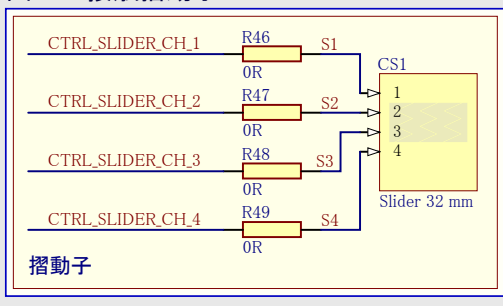 CTRL_SLIDER_CH_1
R46
0R
S1
CS1
CTRL_SLIDER_CH_2
R47
0R
S2
CTRL_SLIDER_CH_3
R48
0R
S3
CTRL_SLIDER_CH_4
R49
0R
S4
1
2
3
4
Slider 32 mm
摺動子